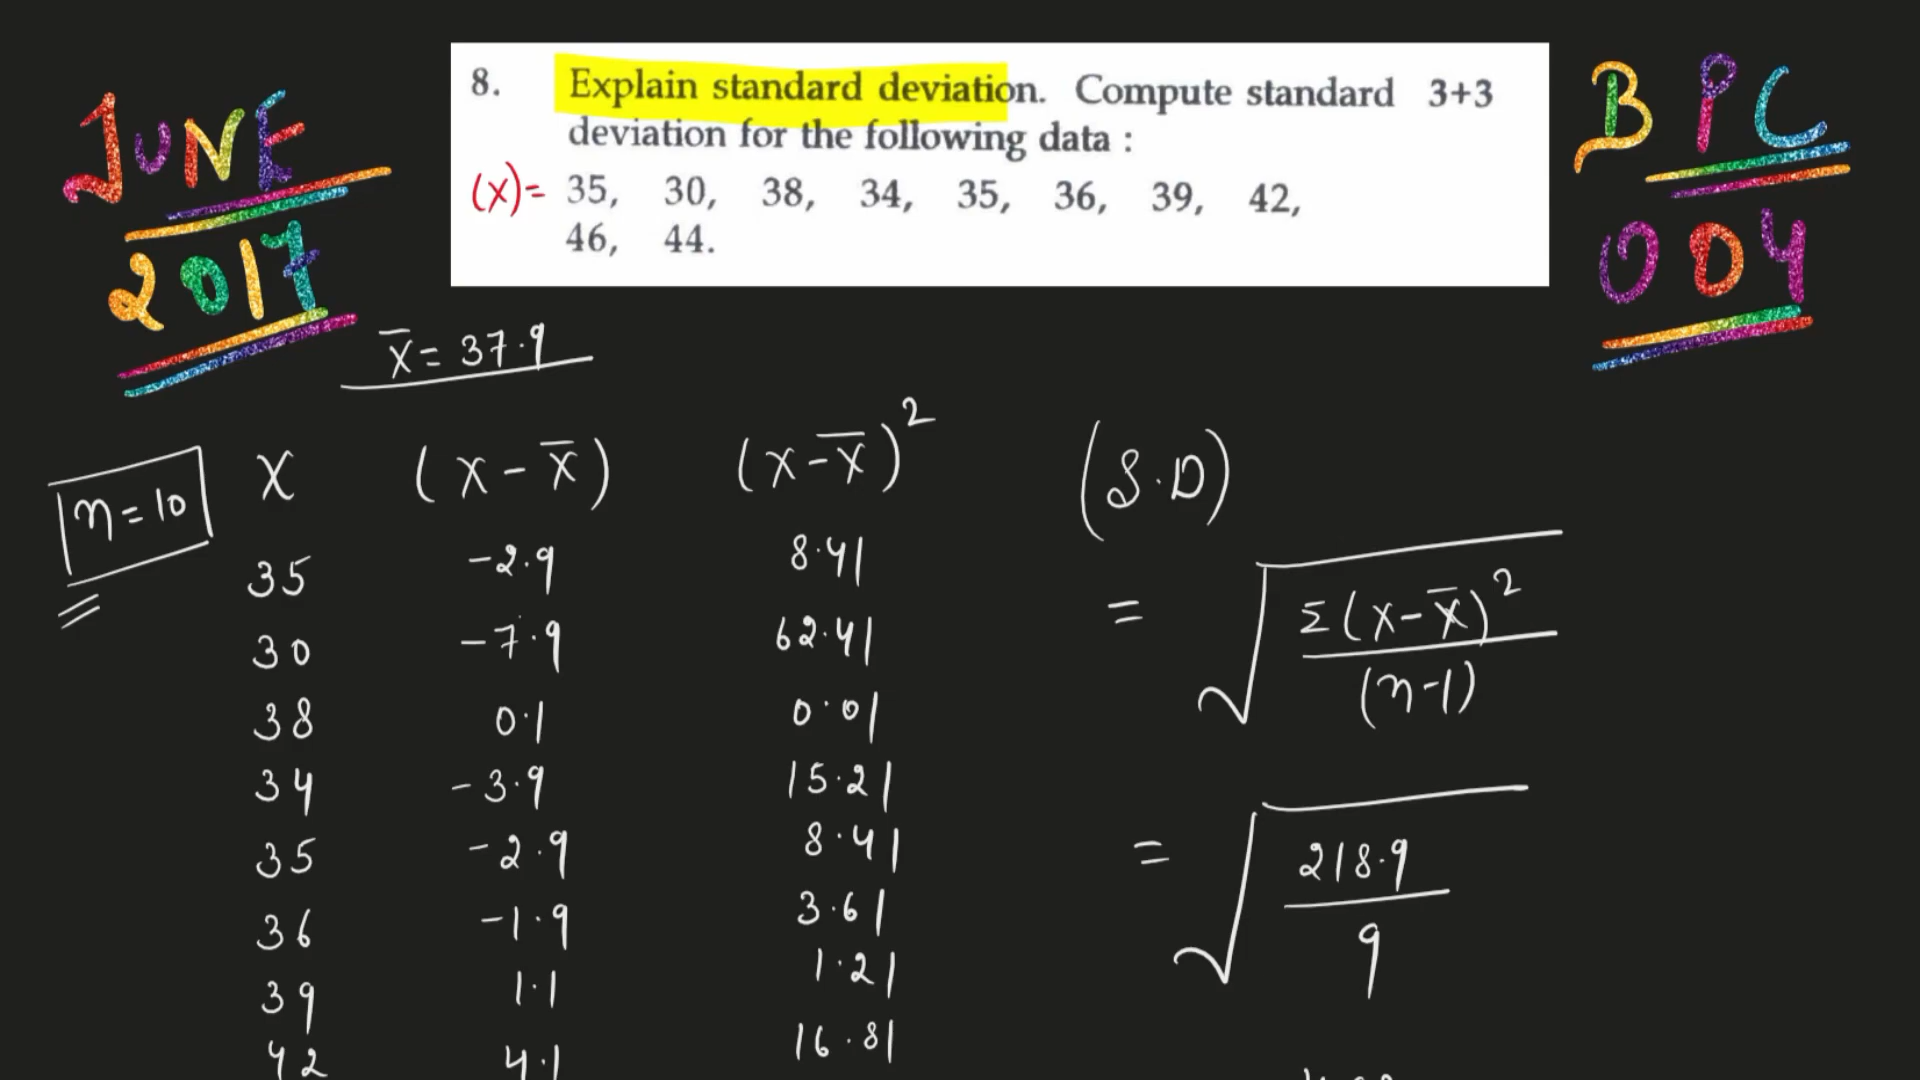 JUNE
2017
8. Explain standard deviation. Compute standard 3+3
deviation for the following data :
(x)= 35, 30, 38, 34, 35, 36, 39, 42,
46, 44.
BPC
004
x̅ = 37.9
n=10
x (x-x̅) (x-x̅)²
35 -2.9 8.41
30 -7.9 62.41
38 0.1 0.01
34 -3.9 15.21
35 -2.9 8.41
36 -1.9 3.61
39 1.1 1.21
42 4.1 16.81
(S.D)
= √ Σ(x-x̅)²
(n-1)
= √ 218.9
9